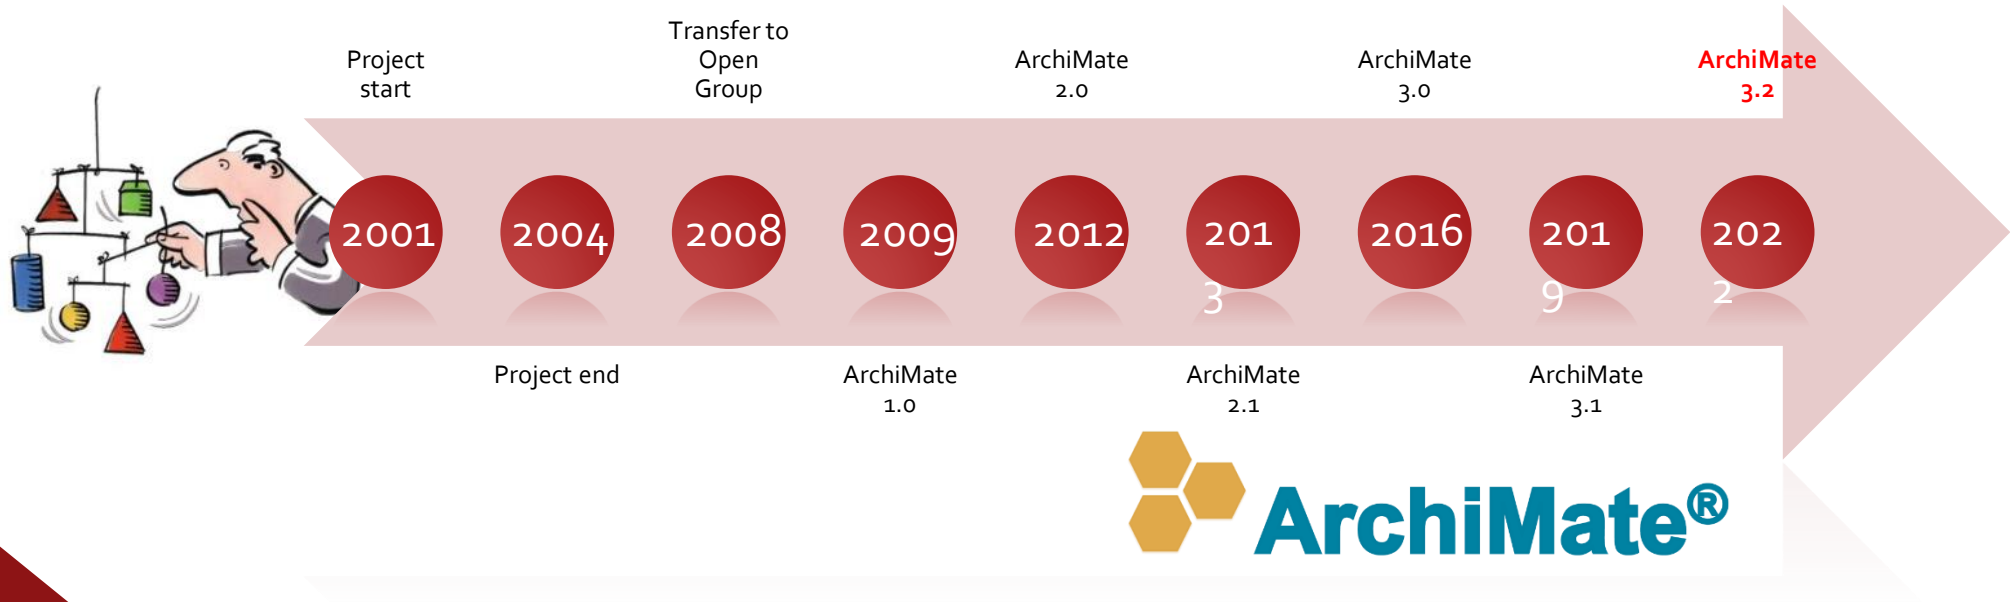 Project
start
Transfer to
Open
Group
ArchiMate
2.0
ArchiMate
3.0
ArchiMate
3.2
2001
2004
2008
2009
2012
201
3
2016
201
9
202
2
Project end
ArchiMate
1.0
ArchiMate
2.1
ArchiMate
3.1
ArchiMate®